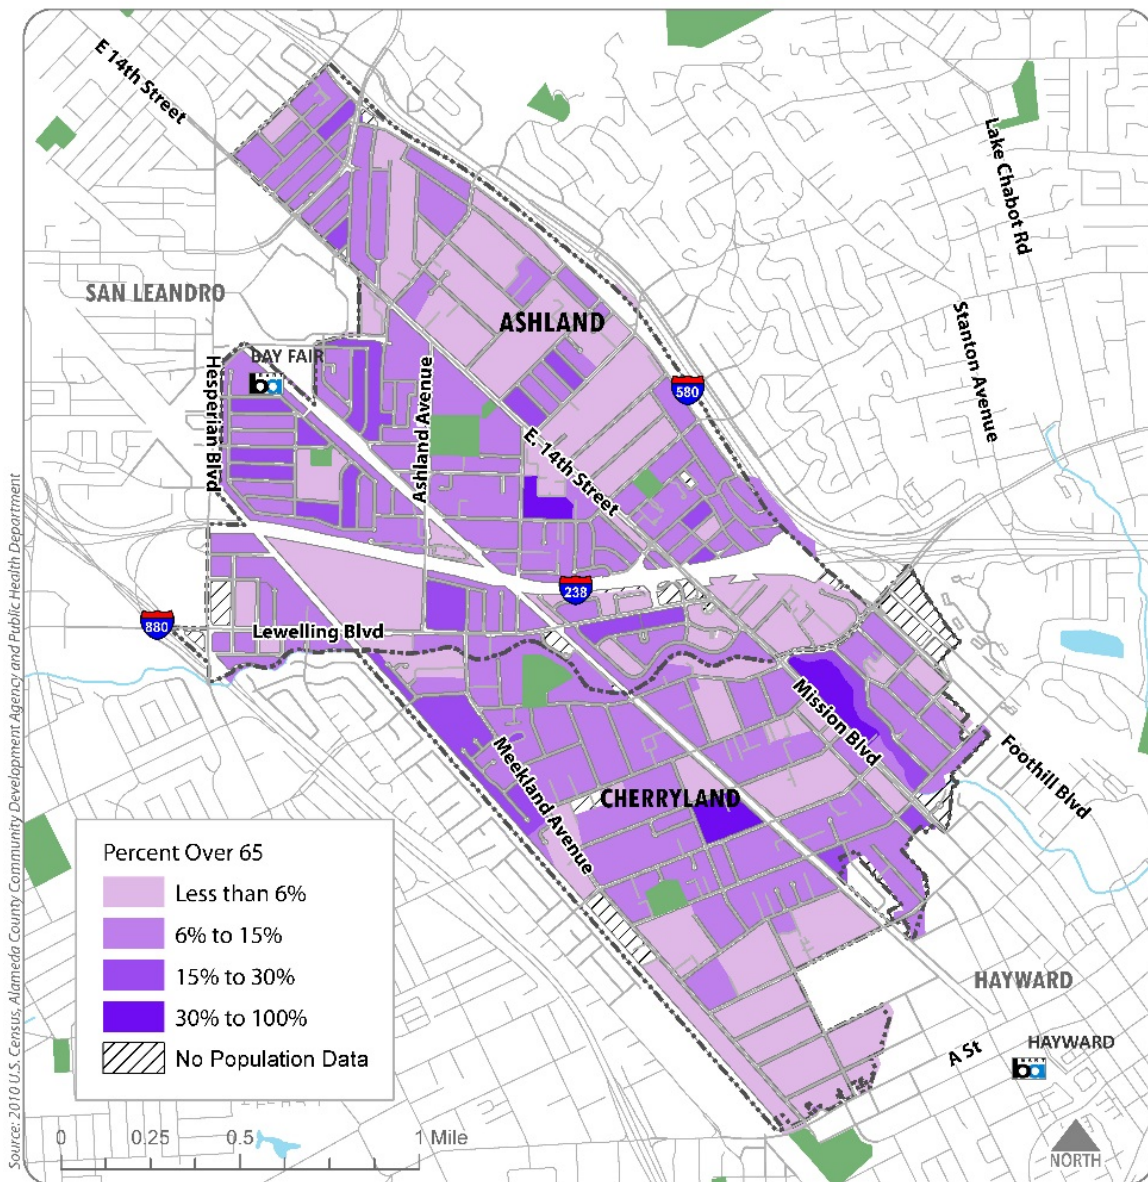 E 14th Street
Lake Chabot Rd
SAN LEANDRO
ASHLAND
Stanton Avenue
BAY FAIR
ba
Hesperian Blvd
Ashland Avenue
580
E. 14th Street
238
880
Lewelling Blvd
Mission Blvd
Foothill Blvd
Meekland Avenue
CHERRYLAND
HAYWARD
A St
HAYWARD
ba
Percent Over 65
Less than 6%
6% to 15%
15% to 30%
30% to 100%
No Population Data
0 0.25 0.5 1 Mile
NORTH
Source: 2010 U.S. Census, Alameda County Community Development Agency and Public Health Department